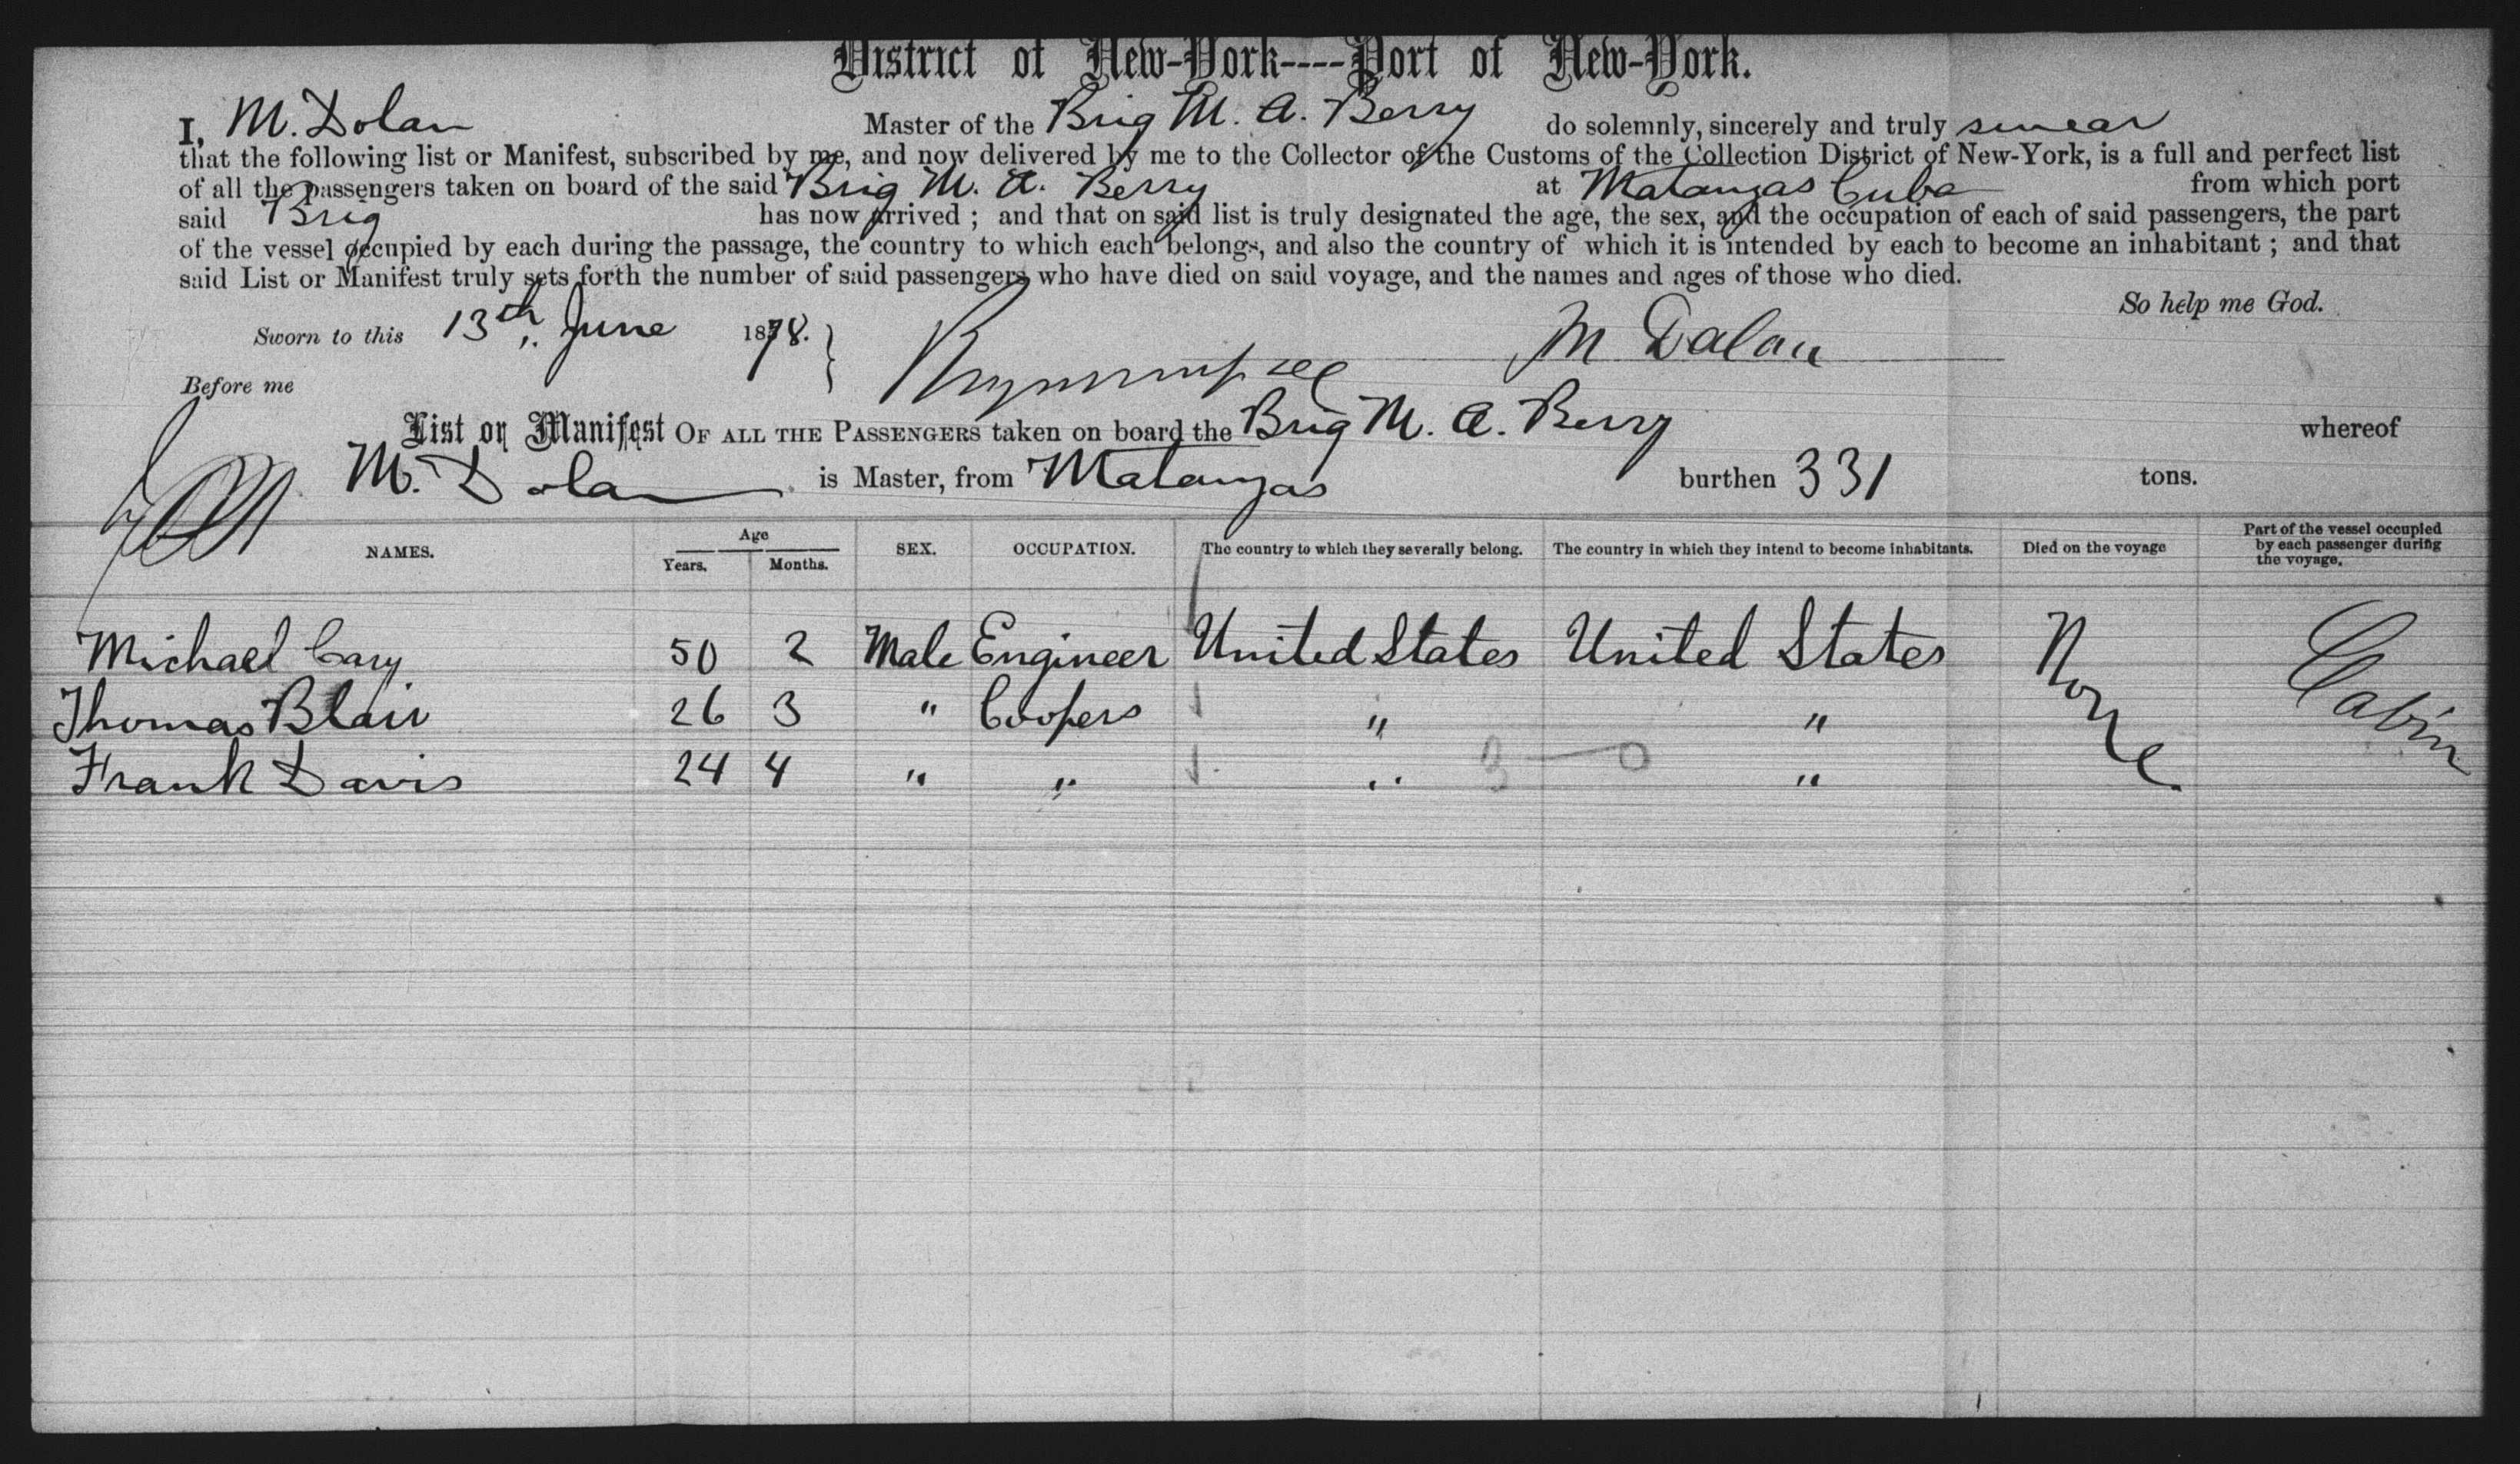 District of New-York----Port of New-York.
I, M. Dolan Master of the Brig M. A. Berry do solemnly, sincerely and truly swear
that the following list or Manifest, subscribed by me, and now delivered by me to the Collector of the Customs of the Collection District of New-York, is a full and perfect list
of all the passengers taken on board of the said Brig M. A. Berry at Matanzas Cuba from which port
said Brig has now arrived ; and that on said list is truly designated the age, the sex, and the occupation of each of said passengers, the part
of the vessel occupied by each during the passage, the country to which each belongs, and also the country of which it is intended by each to become an inhabitant ; and that
said List or Manifest truly sets forth the number of said passengers who have died on said voyage, and the names and ages of those who died.
So help me God.
Sworn to this 13th June 1878. M Dolan
Before me
List or Manifest OF ALL THE PASSENGERS taken on board the Brig M. A. Berry whereof
M. Dolan is Master, from Matanzas burthen 331 tons.
NAMES. Age Years. Months. SEX. OCCUPATION. The country to which they severally belong. The country in which they intend to become inhabitants. Died on the voyage Part of the vessel occupied by each passenger during the voyage.
Michael Cary 50 2 Male Engineer United States United States None Cabin
Thomas Blair 26 3 " Coopers " "
Frank Davis 24 4 " " " 3 — 0 "